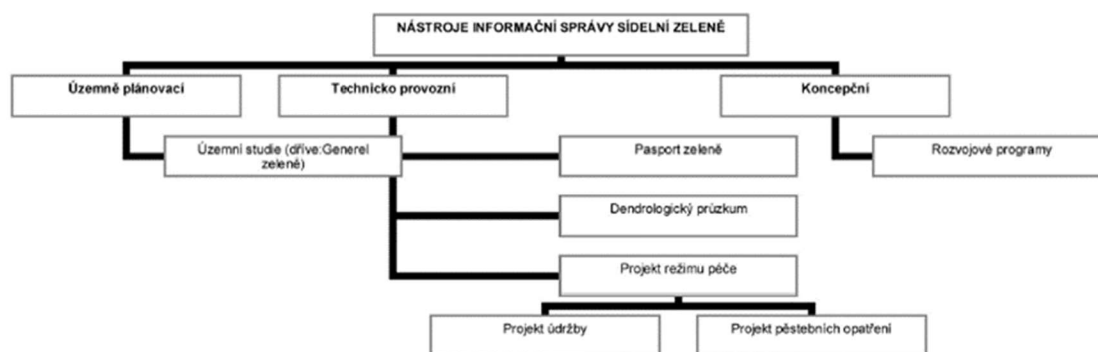 NÁSTROJE INFORMAČNÍ SPRÁVY SÍDELNÍ ZELENĚ
Územně plánovací
Technicko provozní
Koncepční
Územní studie (dříve:Generel
zeleně)
Pasport zeleně
Rozvojové programy
Dendrologický průzkum
Projekt režimu péče
Projekt údržby
Projekt pěstebních opatření